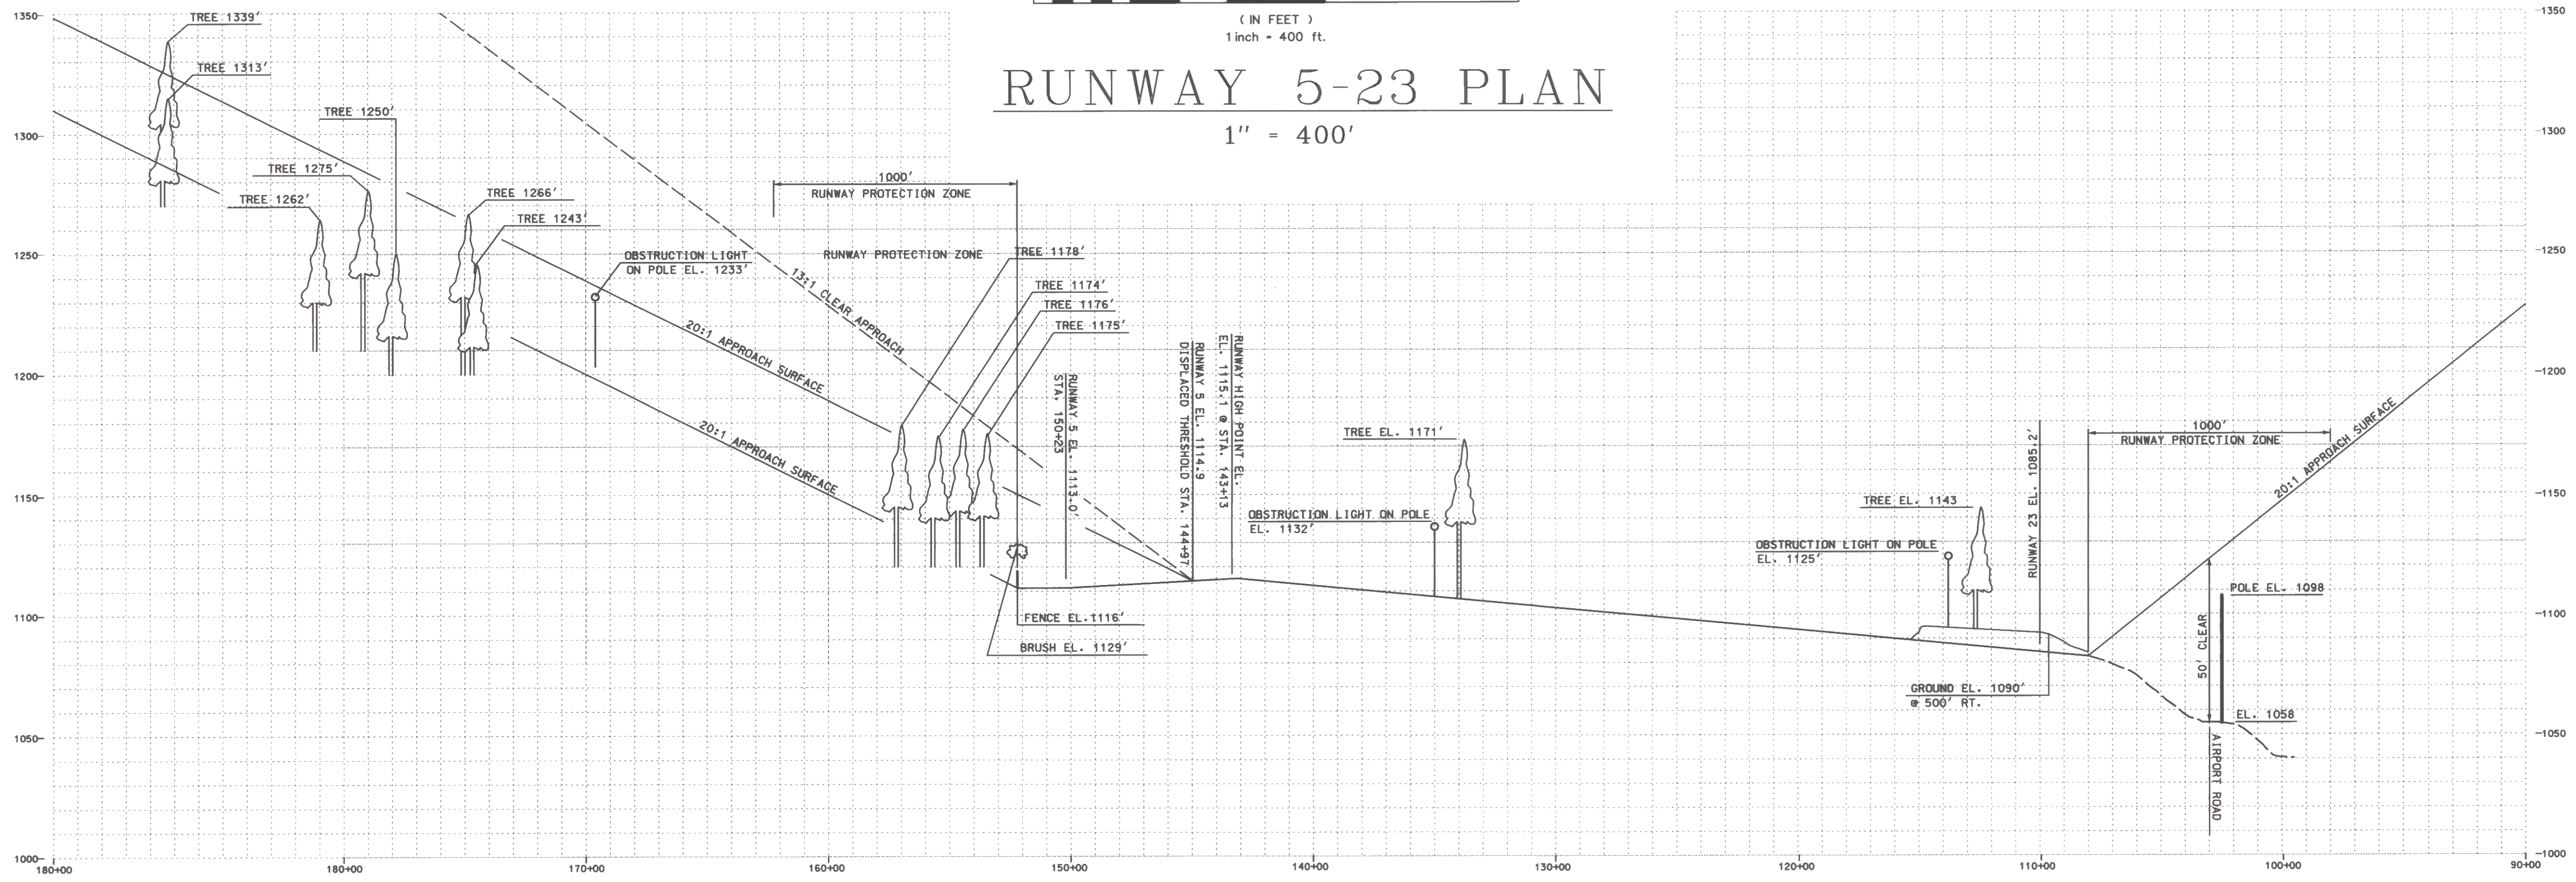 ( IN FEET )
1 inch = 400 ft.
RUNWAY 5-23 PLAN
1" = 400'
1350
1300
1250
1200
1150
1100
1050
1000
TREE 1339'
TREE 1313'
TREE 1250'
TREE 1275'
TREE 1262'
TREE 1266'
TREE 1243'
OBSTRUCTION LIGHT
ON POLE EL. 1233'
1000'
RUNWAY PROTECTION ZONE
RUNWAY PROTECTION ZONE
13:1 CLEAR APPROACH
20:1 APPROACH SURFACE
20:1 APPROACH SURFACE
TREE 1178'
TREE 1174'
TREE 1176'
TREE 1175'
RUNWAY 5 EL. 1113.0'
STA. 150+23
RUNWAY 5 EL. 1114.9
DISPLACED THRESHOLD STA. 144+97
RUNWAY HIGH POINT EL.
EL. 1115.1 @ STA. 143+13
FENCE EL.1116'
BRUSH EL. 1129'
TREE EL. 1171'
OBSTRUCTION LIGHT ON POLE
EL. 1132'
TREE EL. 1143
OBSTRUCTION LIGHT ON POLE
EL. 1125'
RUNWAY 23 EL. 1085.2'
GROUND EL. 1090'
@ 500' RT.
1000'
RUNWAY PROTECTION ZONE
20:1 APPROACH SURFACE
POLE EL. 1098
50' CLEAR
EL. 1058
AIRPORT ROAD
1350
1300
1250
1200
1150
1100
1050
1000
180+00
180+00
170+00
160+00
150+00
140+00
130+00
120+00
110+00
100+00
90+00